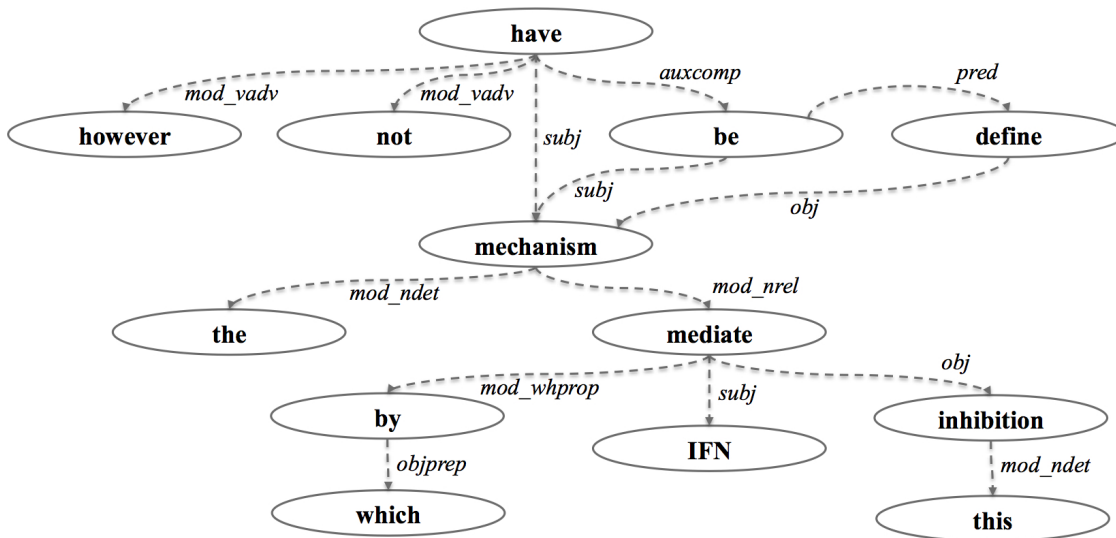 have
auxcomp
pred
mod_vadv
mod_vadv
however
not
subj
be
define
subj
obj
mechanism
mod_ndet
mod_nrel
the
mediate
mod_whprop
subj
obj
by
IFN
inhibition
objprep
mod_ndet
which
this